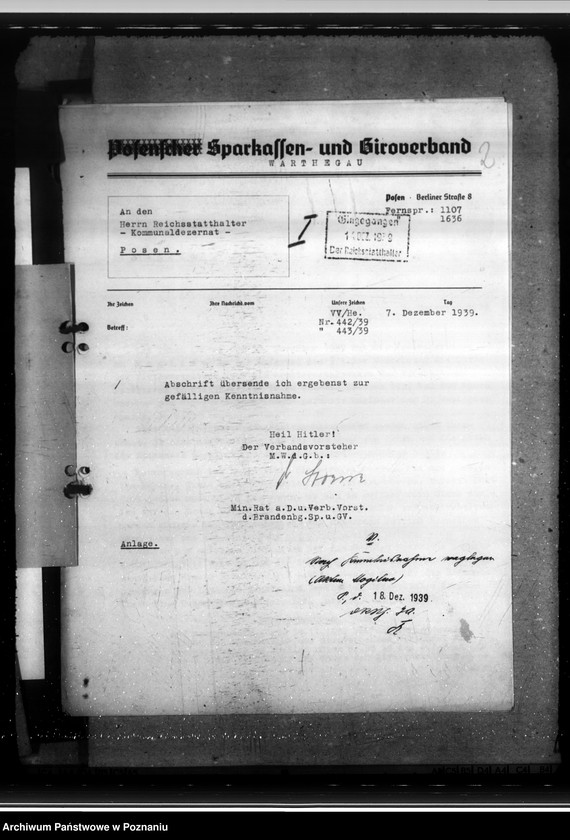 Posenscher Sparkassen- und Giroverband
WARTHEGAU
2
Posen · Berliner Straße 8
Fernspr.: 1107
1636
An den
Herrn Reichsstatthalter
- Kommunaldezernat -
Posen.
I
Eingegangen
Der Reichsstatthalter
Ihr Zeichen
Ihre Nachricht vom
Unsere Zeichen
Tag
VV/He.
7. Dezember 1939.
Nr. 442/39
" 443/39
Betreff:
Abschrift übersende ich ergebenst zur
gefälligen Kenntnisnahme.
Heil Hitler!
Der Verbandsvorsteher
M.W.d.G.b.:
Min.Rat a.D.u.Verb.Vorst.
d.Brandenbg.Sp.u.GV.
Anlage.
weglegen
P., d. 18. Dez. 1939
Archiwum Państwowe w Poznaniu